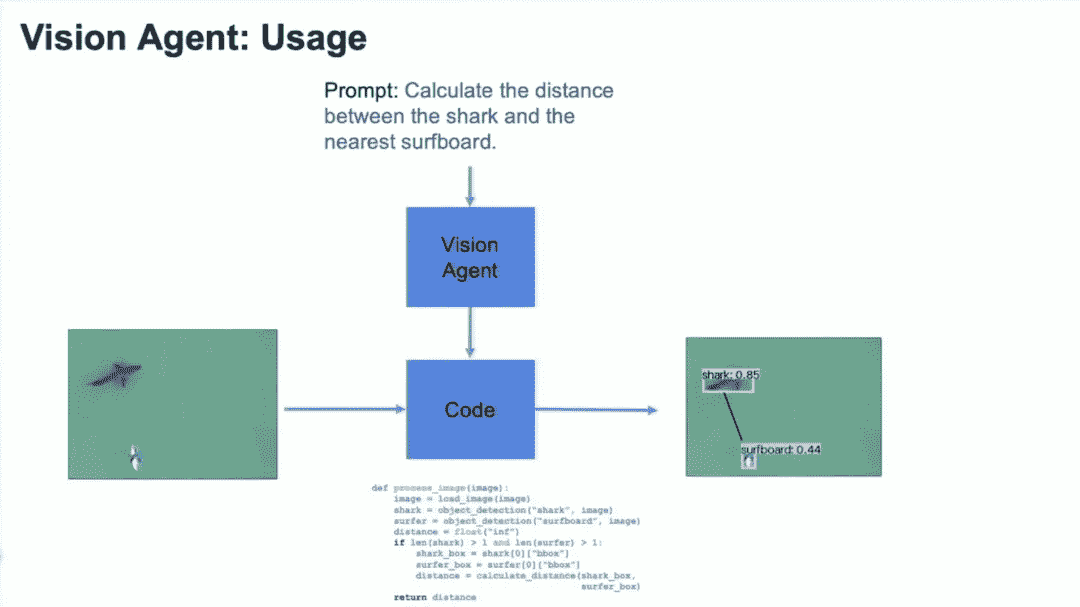 Vision Agent: Usage
Prompt: Calculate the distance
between the shark and the
nearest surfboard.
Vision
Agent
Code
shark: 0.85
surfboard: 0.44
def process_image(image):
image = load_image(image)
shark = object_detection("shark", image)
surfer = object_detection("surfboard", image)
distance = float("inf")
if len(shark) > 1 and len(surfer) > 1:
shark_box = shark[0]["bbox"]
surfer_box = surfer[0]["bbox"]
distance = calculate_distance(shark_box,
surfer_box)
return distance